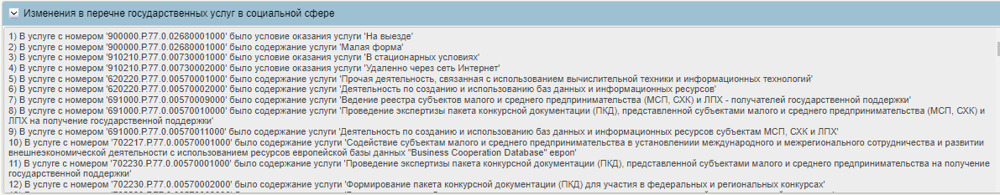 Изменения в перечне государственных услуг в социальной сфере
1) В услуге с номером '900000.Р.77.0.02680001000' было условие оказания услуги 'На выезде'
2) В услуге с номером '900000.Р.77.0.02680001000' было содержание услуги 'Малая форма'
3) В услуге с номером '910210.Р.77.0.00730001000' было условие оказания услуги 'В стационарных условиях'
4) В услуге с номером '910210.Р.77.0.00730002000' было условие оказания услуги 'Удаленно через сеть Интернет'
5) В услуге с номером '620220.Р.77.0.00570001000' было содержание услуги 'Прочая деятельность, связанная с использованием вычислительной техники и информационных технологий'
6) В услуге с номером '620220.Р.77.0.00570002000' было содержание услуги 'Деятельность по созданию и использованию баз данных и информационных ресурсов'
7) В услуге с номером '691000.Р.77.0.00570009000' было содержание услуги 'Ведение реестра субъектов малого и среднего предпринимательства (МСП, СХК) и ЛПХ - получателей государственной поддержки'
8) В услуге с номером '691000.Р.77.0.00570010000' было содержание услуги 'Проведение экспертизы пакета конкурсной документации (ПКД), представленной субъектами малого и среднего предпринимательства (МСП, СХК) и
ЛПХ на получение государственной поддержки'
9) В услуге с номером '691000.Р.77.0.00570011000' было содержание услуги 'Деятельность по созданию и использованию баз данных и информационных ресурсов субъектам МСП, СХК и ЛПХ'
10) В услуге с номером '702217.Р.77.0.00570001000' было содержание услуги 'Содействие субъектам малого и среднего предпринимательства в установлениии международного и межрегионального сотрудничества и развитии
внешнеэкономической деятельности с использованием ресурсов европейской базы данных "Business Cooperation Database" европ'
11) В услуге с номером '702230.Р.77.0.00570001000' было содержание услуги 'Проведение экспертизы пакета конкурсной документации (ПКД), представленной субъектами малого и среднего предпринимательства на получение
государственной поддержки'
12) В услуге с номером '702230.Р.77.0.00570002000' было содержание услуги 'Формирование пакета конкурсной документации (ПКД) для участия в федеральных и региональных конкурсах'